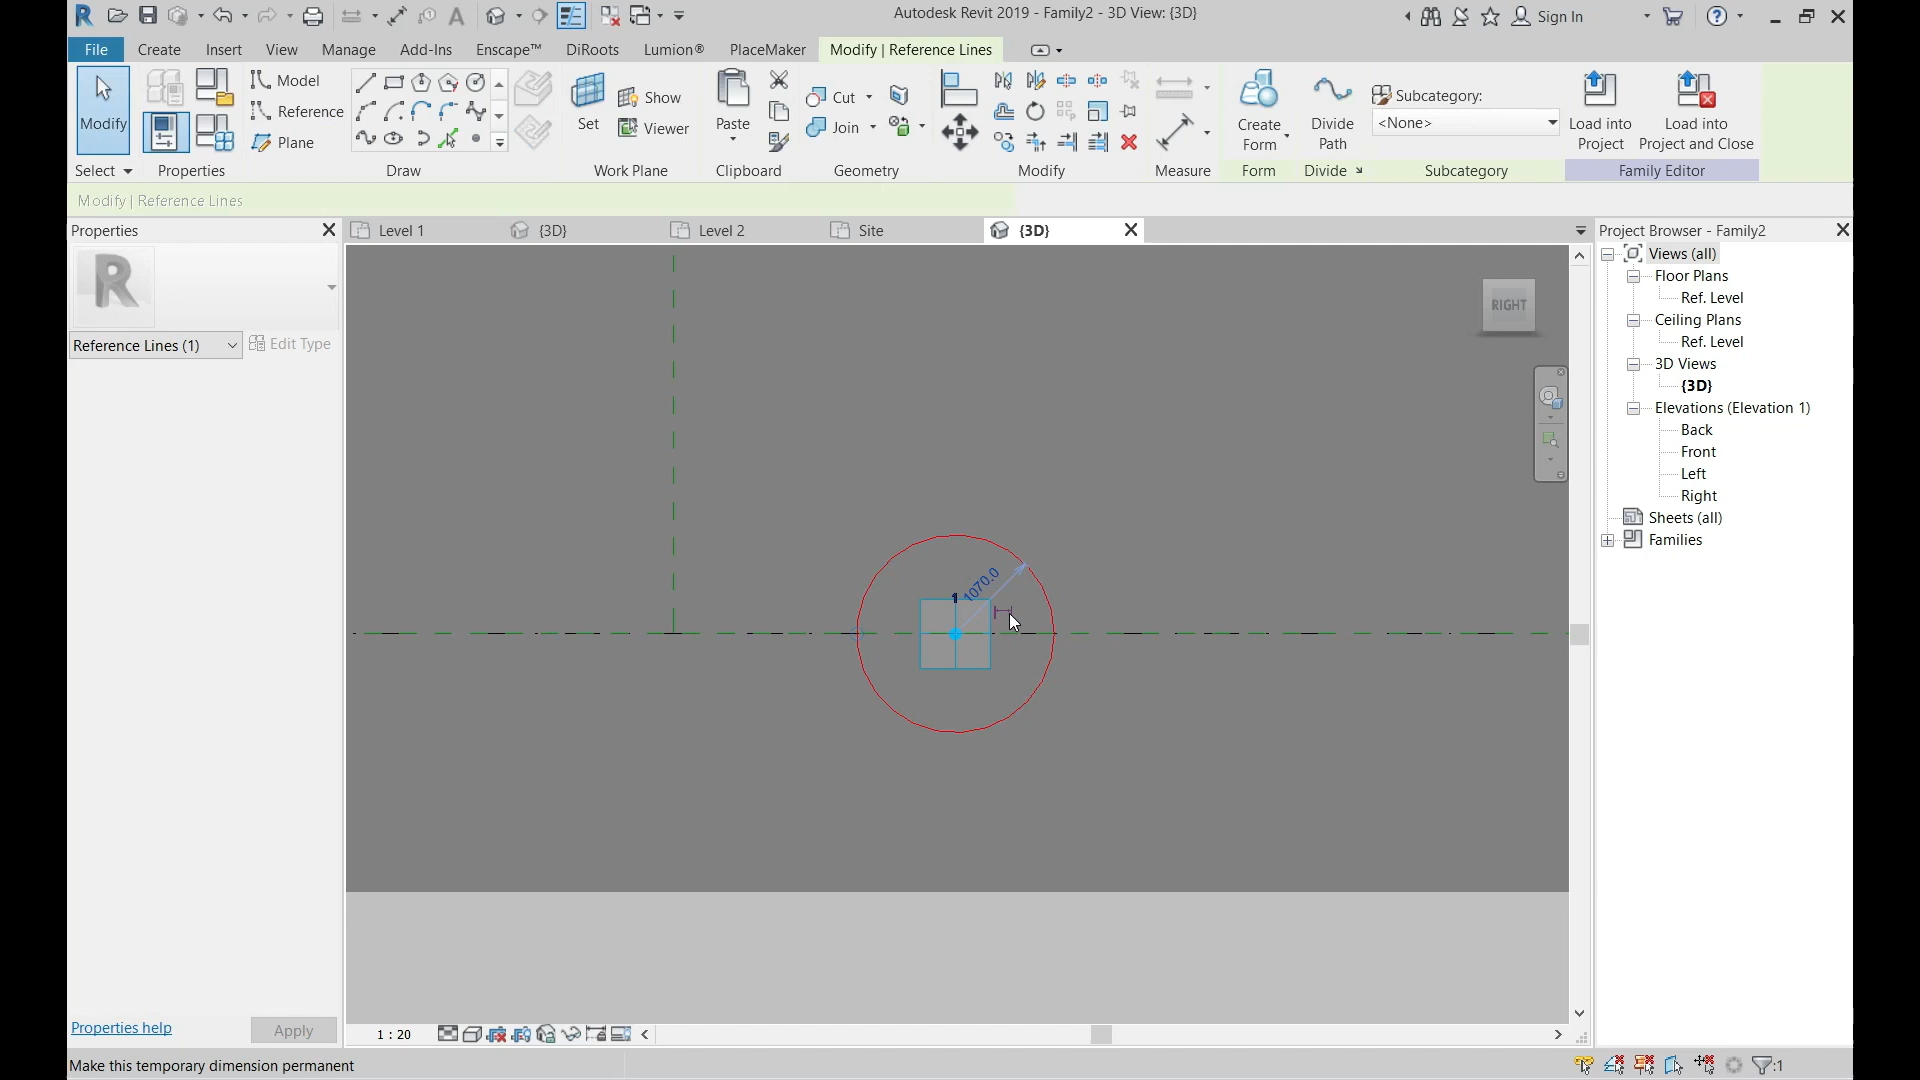 Autodesk Revit 2019 - Family2 - 3D View: {3D}
Sign In
File Create Insert View Manage Add-Ins Enscape™ DiRoots Lumion® PlaceMaker Modify | Reference Lines
Modify
Model
Reference
Plane
Set
Show
Viewer
Paste
Cut
Join
Create
Form
Divide
Path
Subcategory:
<None>
Load into
Project
Load into
Project and Close
Select Properties Draw Work Plane Clipboard Geometry Modify Measure Form Divide Subcategory Family Editor
Modify | Reference Lines
Properties
Level 1 {3D} Level 2 Site {3D}
Project Browser - Family2
R
Reference Lines (1)
Edit Type
RIGHT
1070.0
1
Views (all)
Floor Plans
Ref. Level
Ceiling Plans
Ref. Level
3D Views
{3D}
Elevations (Elevation 1)
Back
Front
Left
Right
Sheets (all)
Families
Properties help
Apply
1 : 20
Make this temporary dimension permanent
:1